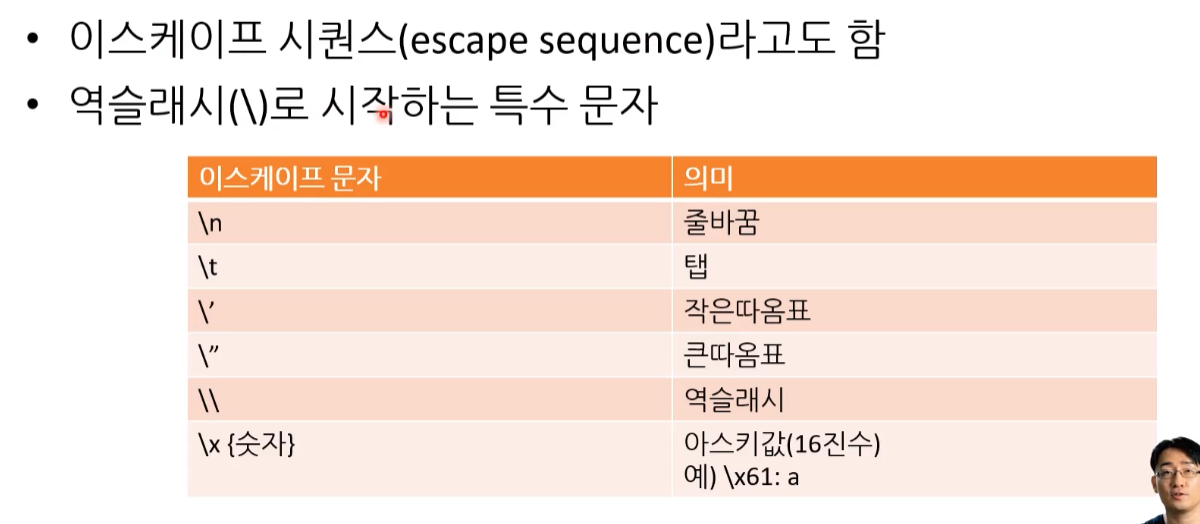 • 이스케이프 시퀀스(escape sequence)라고도 함
• 역슬래시(\)로 시작하는 특수 문자
이스케이프 문자 의미
\n 줄바꿈
\t 탭
\’ 작은따옴표
\” 큰따옴표
\\ 역슬래시
\x {숫자} 아스키값(16진수)
예) \x61: a